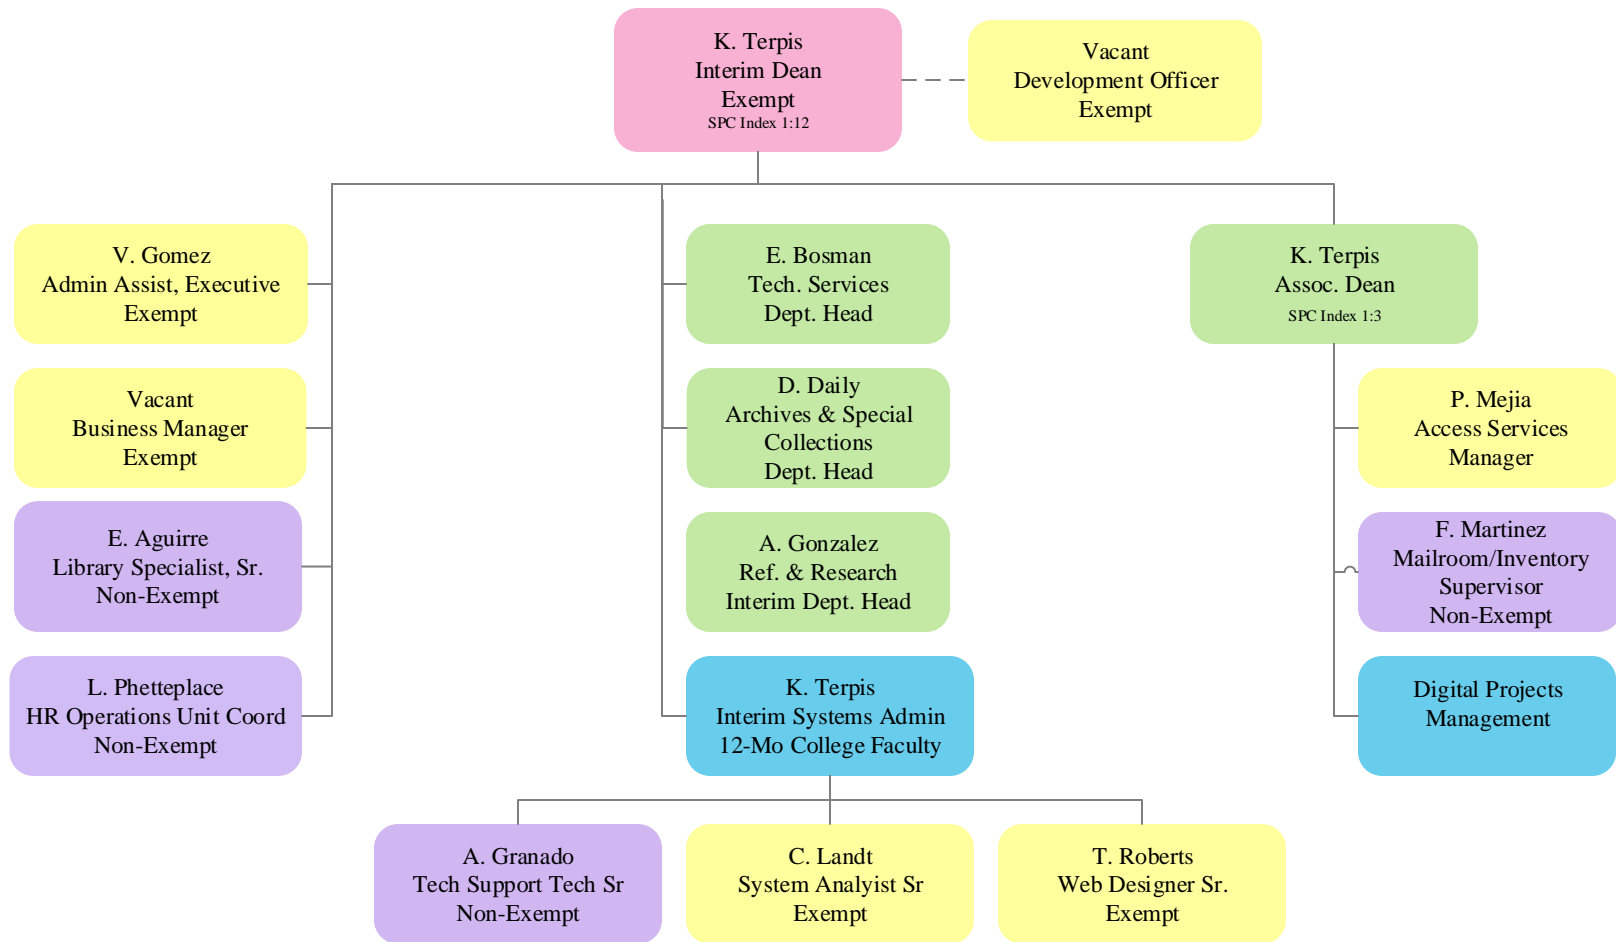 K. Terpis
Interim Dean
Exempt
SPC Index 1:12
Vacant
Development Officer
Exempt
V. Gomez
Admin Assist, Executive
Exempt
E. Bosman
Tech. Services
Dept. Head
K. Terpis
Assoc. Dean
SPC Index 1:3
Vacant
Business Manager
Exempt
D. Daily
Archives & Special
Collections
Dept. Head
P. Mejia
Access Services
Manager
E. Aguirre
Library Specialist, Sr.
Non-Exempt
A. Gonzalez
Ref. & Research
Interim Dept. Head
F. Martinez
Mailroom/Inventory
Supervisor
Non-Exempt
L. Phetteplace
HR Operations Unit Coord
Non-Exempt
K. Terpis
Interim Systems Admin
12-Mo College Faculty
Digital Projects
Management
A. Granado
Tech Support Tech Sr
Non-Exempt
C. Landt
System Analyist Sr
Exempt
T. Roberts
Web Designer Sr.
Exempt